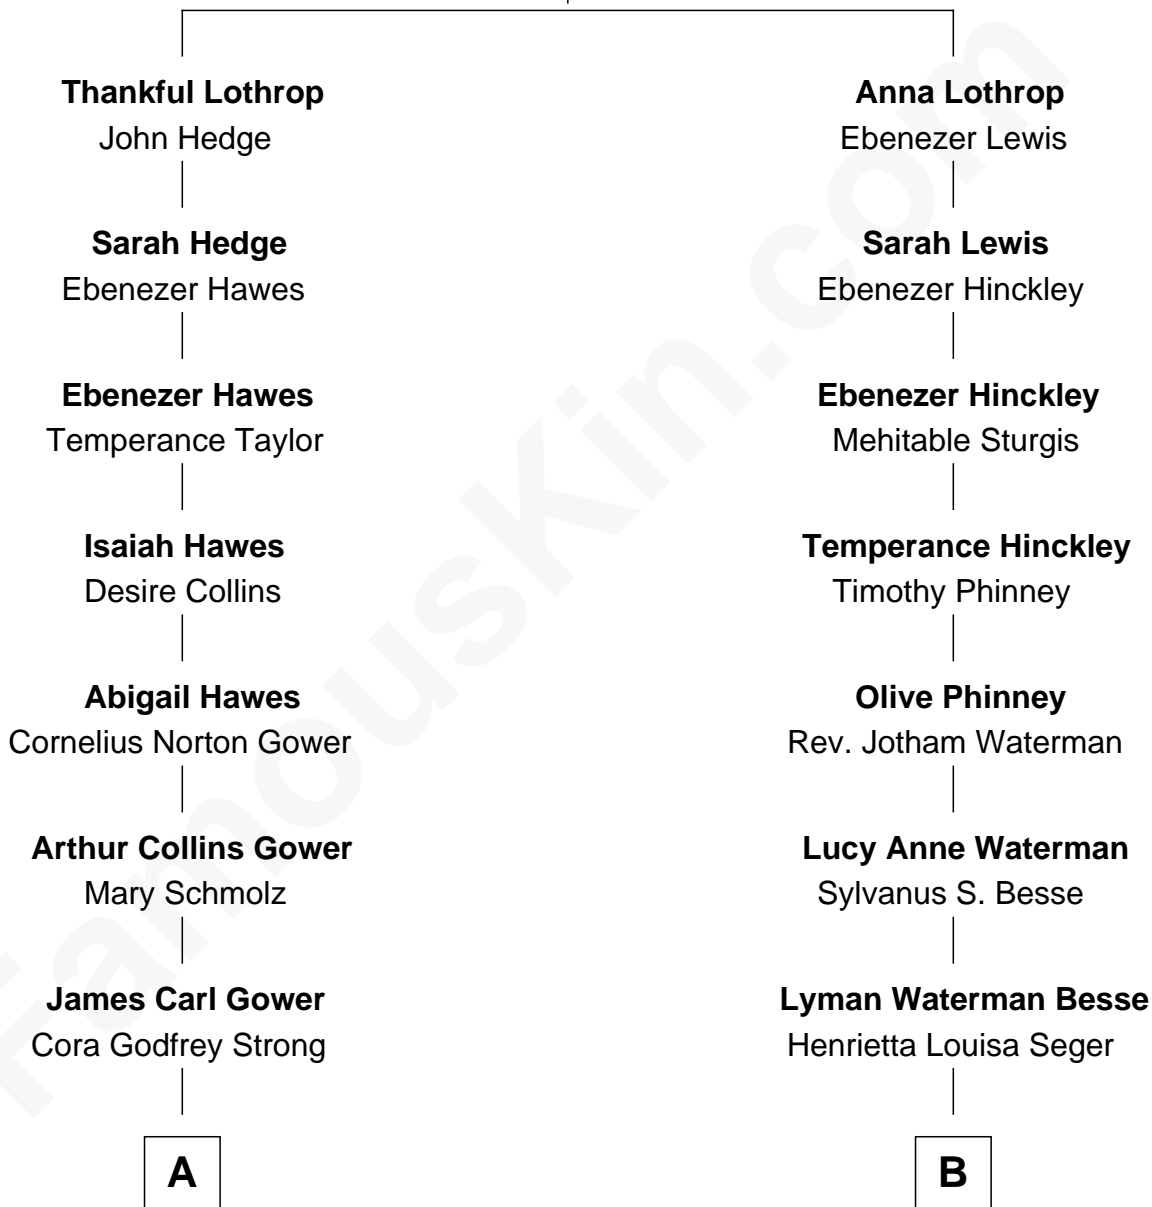 Thankful Lothrop
John Hedge
Sarah Hedge
Ebenezer Hawes
Ebenezer Hawes
Temperance Taylor
Isaiah Hawes
Desire Collins
Abigail Hawes
Cornelius Norton Gower
Arthur Collins Gower
Mary Schmolz
James Carl Gower
Cora Godfrey Strong
A
Anna Lothrop
Ebenezer Lewis
Sarah Lewis
Ebenezer Hinckley
Ebenezer Hinckley
Mehitable Sturgis
Temperance Hinckley
Timothy Phinney
Olive Phinney
Rev. Jotham Waterman
Lucy Anne Waterman
Sylvanus S. Besse
Lyman Waterman Besse
Henrietta Louisa Seger
B
FamousKin.com